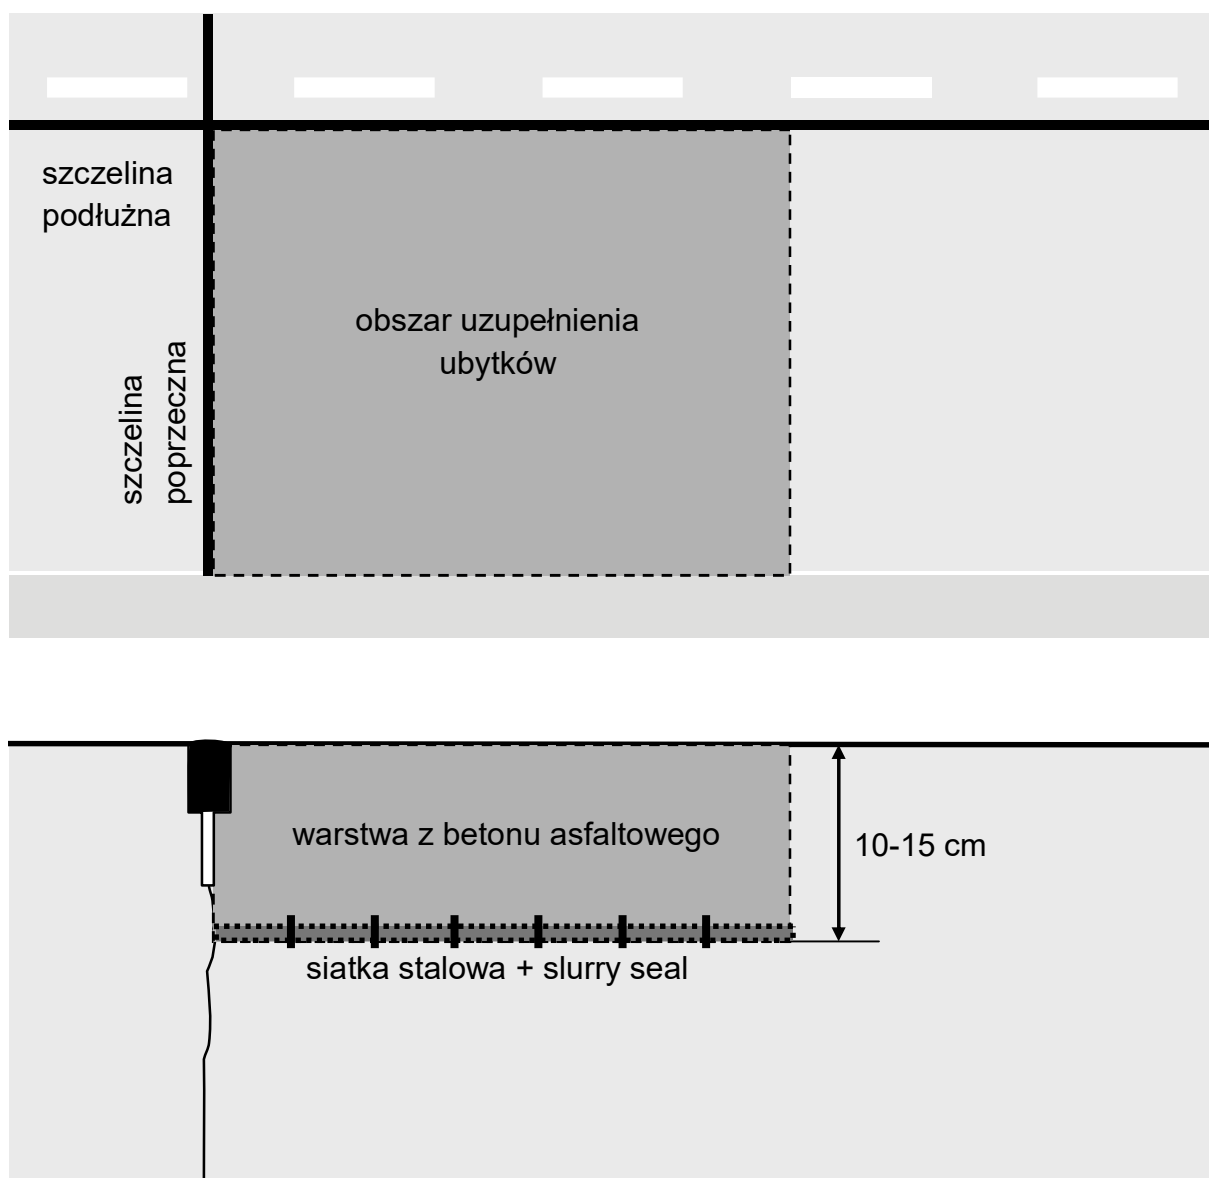 szczelina
podłużna
obszar uzupełnienia
ubytków
szczelina
poprzeczna
warstwa z betonu asfaltowego
10-15 cm
siatka stalowa + slurry seal